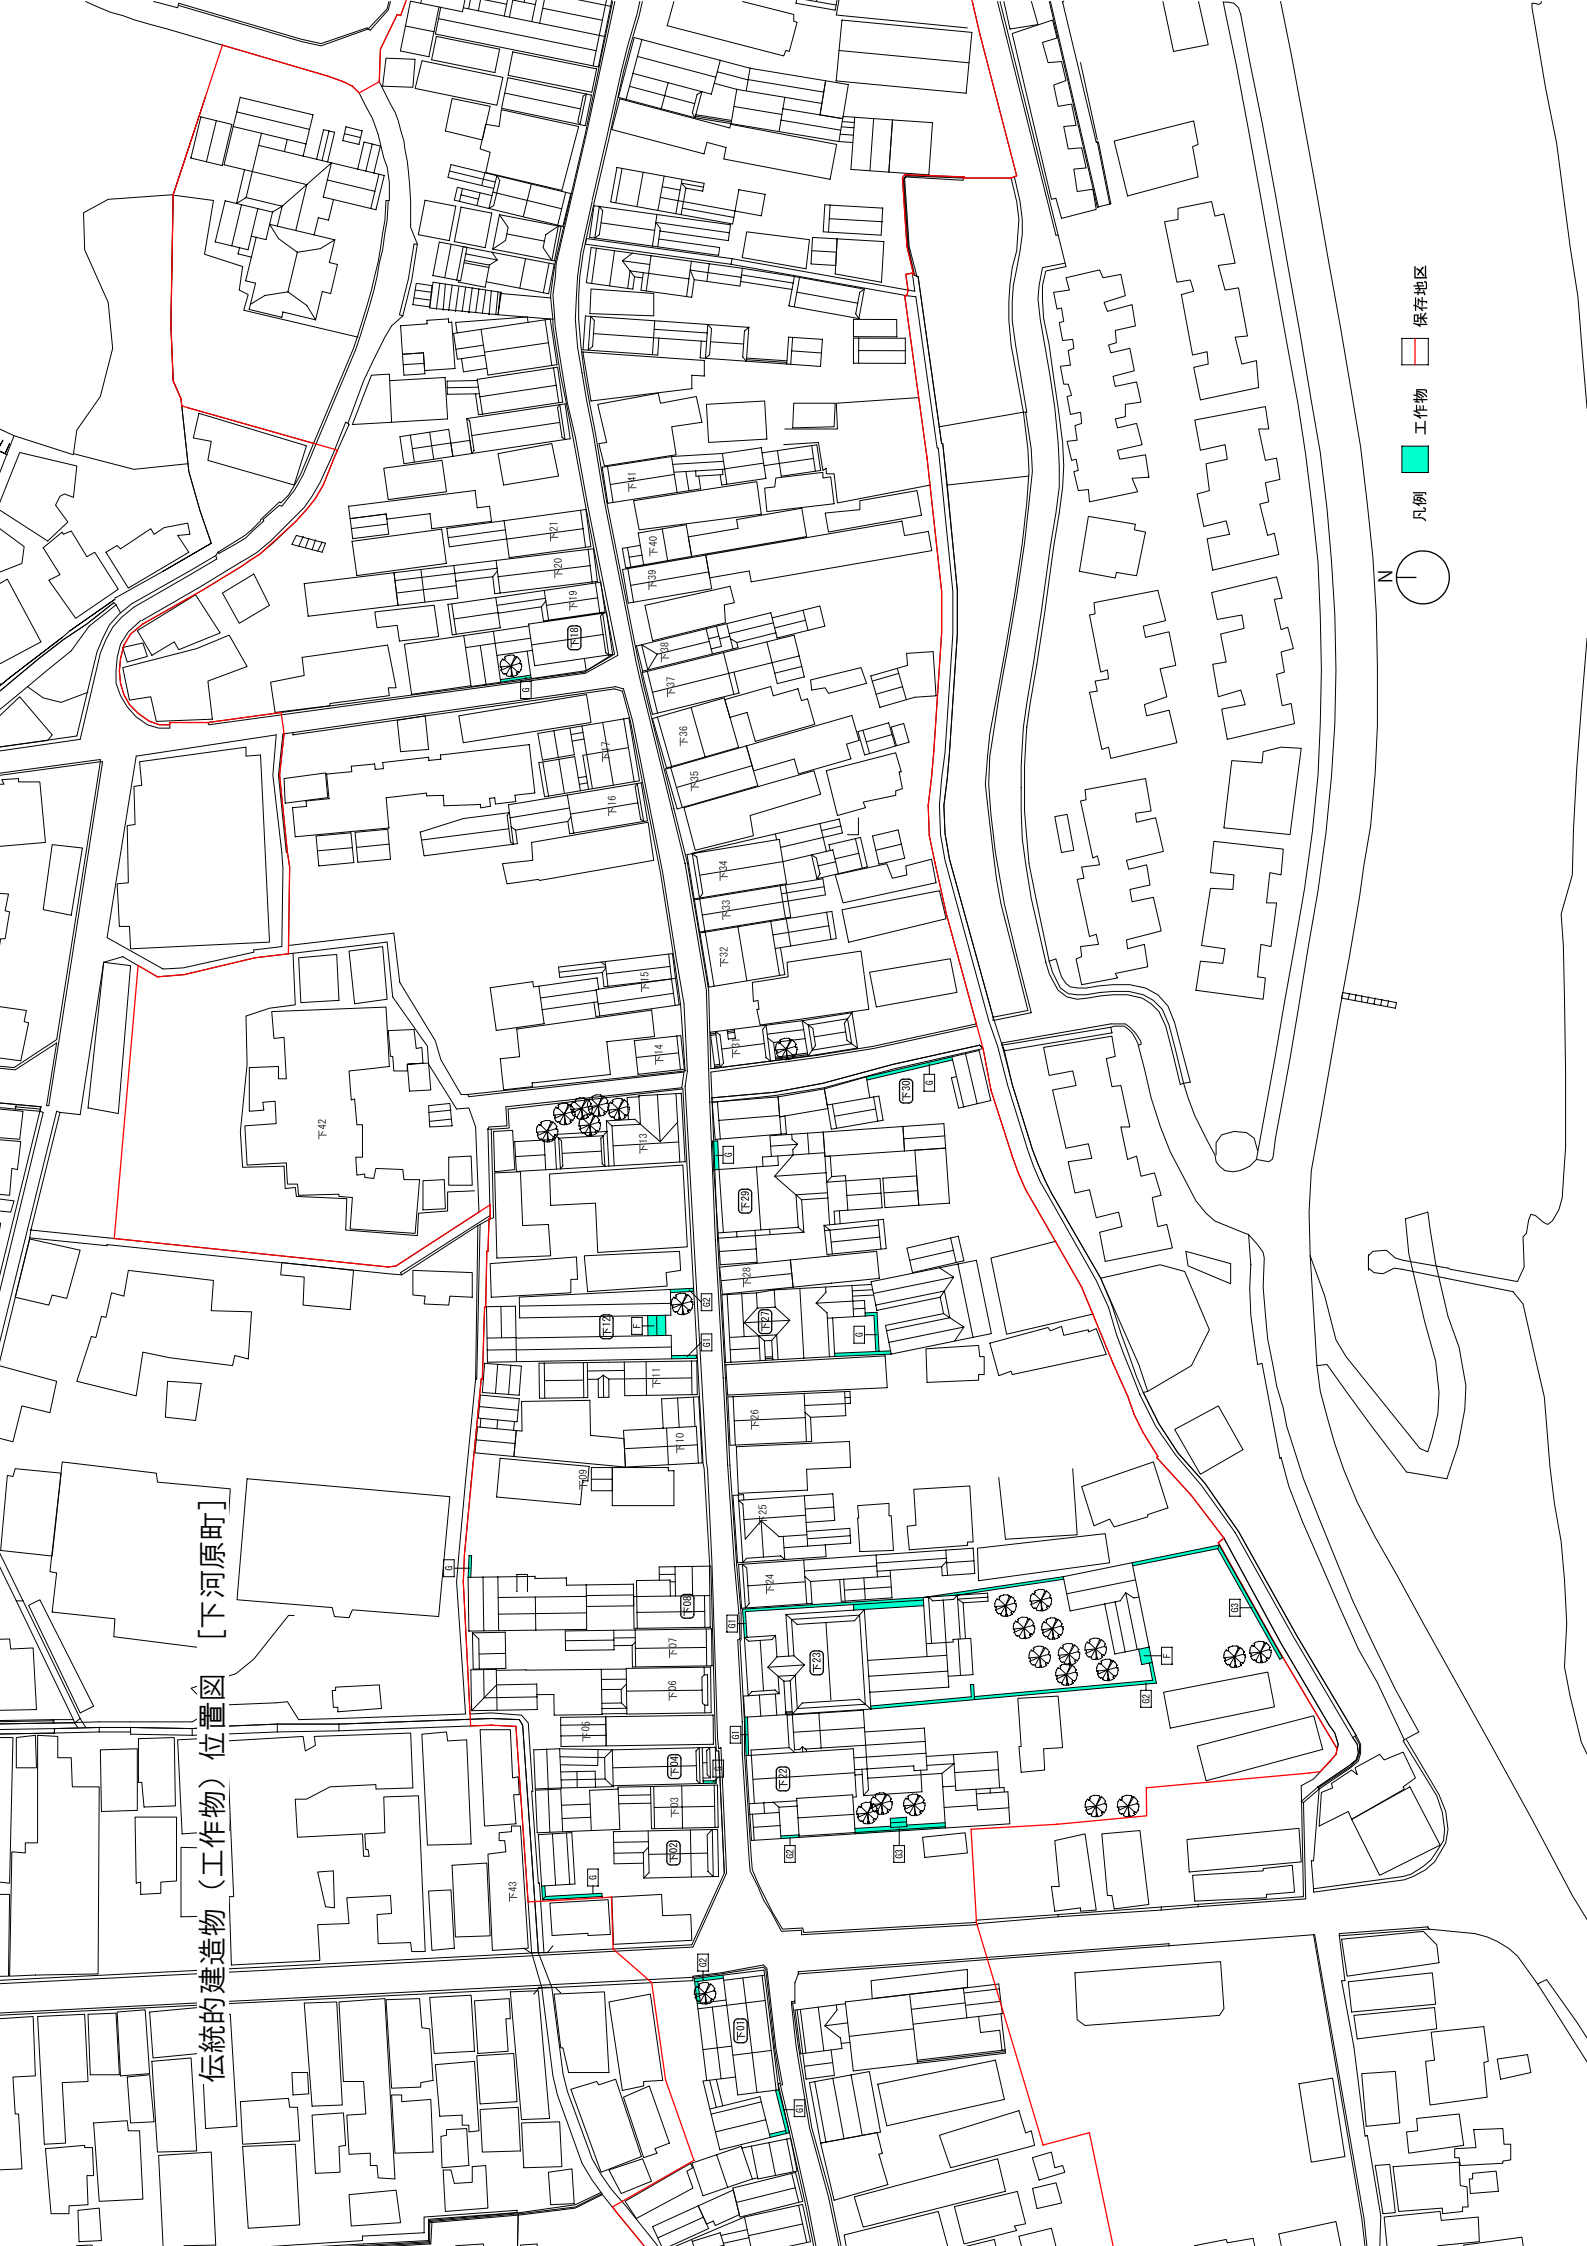 伝統的建造物（工作物）位置図　［下河原町］
凡例
工作物
保存地区
N
下01
下02
下03
下04
下05
下06
下07
下08
下09
下10
下11
下12
下13
下14
下15
下16
下17
下18
下19
下20
下21
下22
下23
下24
下25
下26
下27
下28
下29
下30
下31
下32
下33
下34
下35
下36
下37
下38
下39
下40
下41
下42
下43
G1
G2
G
G
G
G1
F
G2
G
G2
G3
G1
G1
G2
F
G3
G
G
G